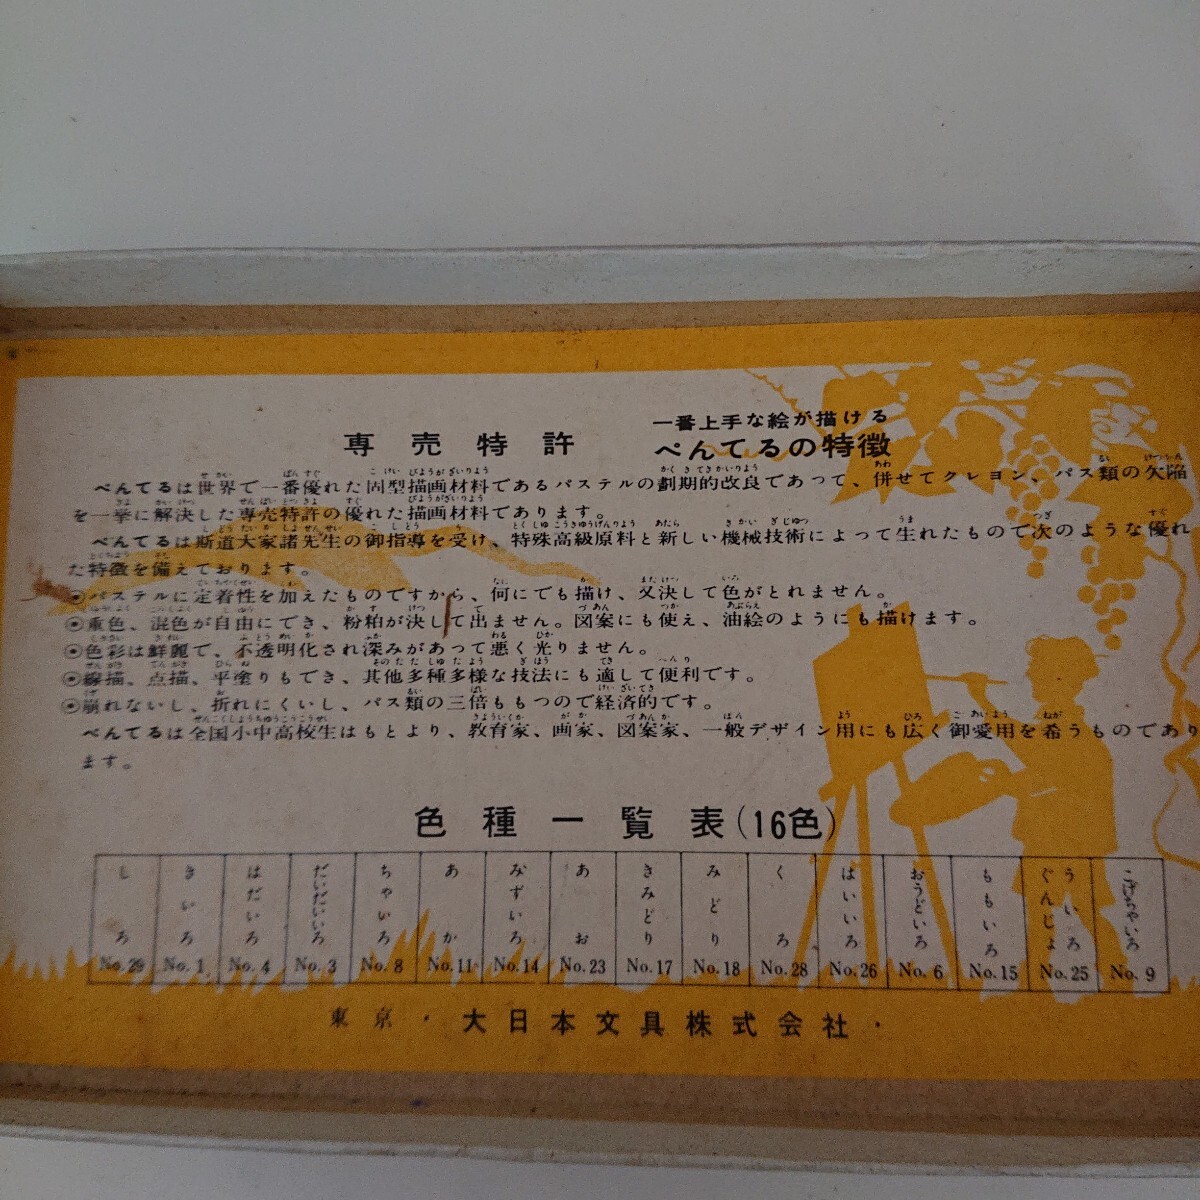 一番上手な絵が描ける
専売特許 ぺんてるの特徴
ぺんてるは世界で一番優れた固型描画材料であるパステルの劃期的改良であって、併せてクレヨン、パス類の欠陥
を一挙に解決した専売特許の優れた描画材料であります。
ぺんてるは斯道大家諸先生の御指導を受け、特殊高級原料と新しい機械技術によって生れたもので次のような優れ
た特徴を備えております。
◉パステルに定着性を加えたものですから、何にでも描け、又決して色がとれません。
◉重色、混色が自由にでき、粉粕が決して出ません。図案にも使え、油絵のようにも描けます。
◉色彩は鮮麗で、不透明化され深みがあって悪く光りません。
◉線描、点描、平塗りもでき、其他多種多様な技法にも適して便利です。
◉崩れないし、折れにくいし、パス類の三倍ももつので経済的です。
ぺんてるは全国小中高校生はもとより、教育家、画家、図案家、一般デザイン用にも広く御愛用を希うものであり
ます。
色種一覧表(16色)
しろ No.29
きいろ No.1
はだいろ No.4
だいだいいろ No.3
ちゃいろ No.8
あか No.11
みずいろ No.14
あお No.23
きみどり No.17
みどり No.18
くろ No.28
はいいろ No.26
おうどいろ No.6
ももいろ No.15
ぐんじょういろ No.25
こげちゃいろ No.9
東京・大日本文具株式会社・